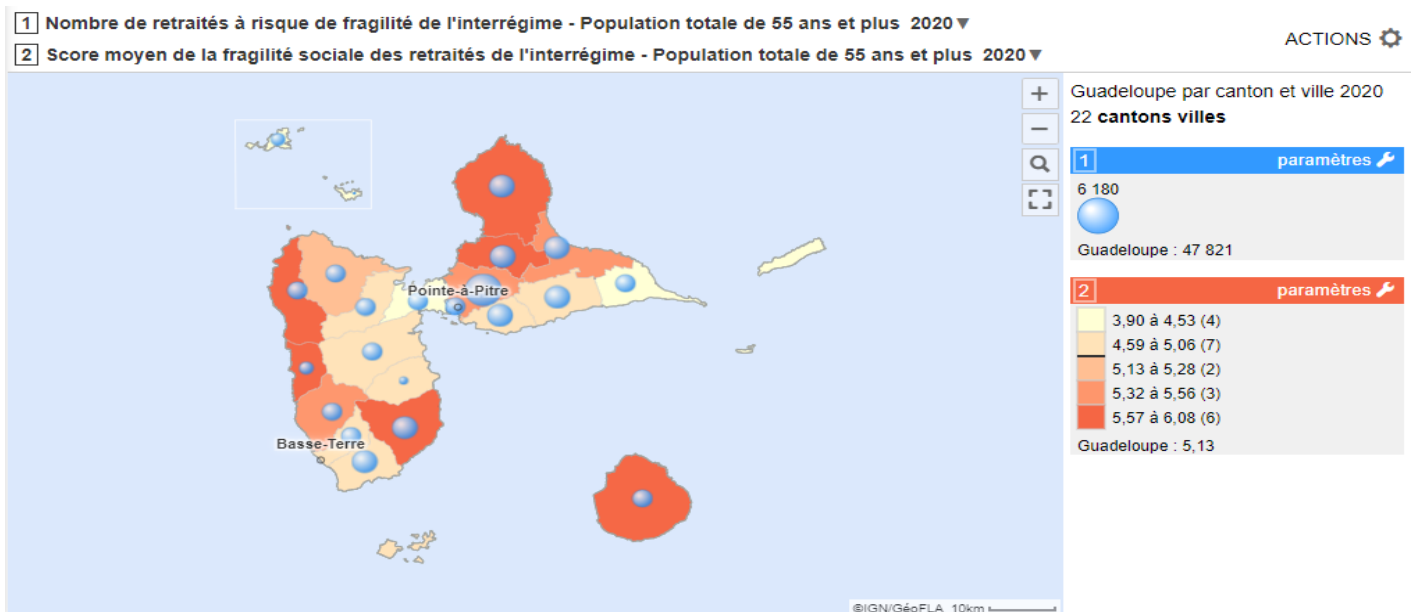 1 Nombre de retraités à risque de fragilité de l'interrégime - Population totale de 55 ans et plus 2020 ▼
2 Score moyen de la fragilité sociale des retraités de l'interrégime - Population totale de 55 ans et plus 2020 ▼
ACTIONS
Guadeloupe par canton et ville 2020
22 cantons villes
1 paramètres
6 180
Guadeloupe : 47 821
2 paramètres
3,90 à 4,53 (4)
4,59 à 5,06 (7)
5,13 à 5,28 (2)
5,32 à 5,56 (3)
5,57 à 6,08 (6)
Guadeloupe : 5,13
Pointe-à-Pitre
Basse-Terre
©IGN/GéoFLA 10km